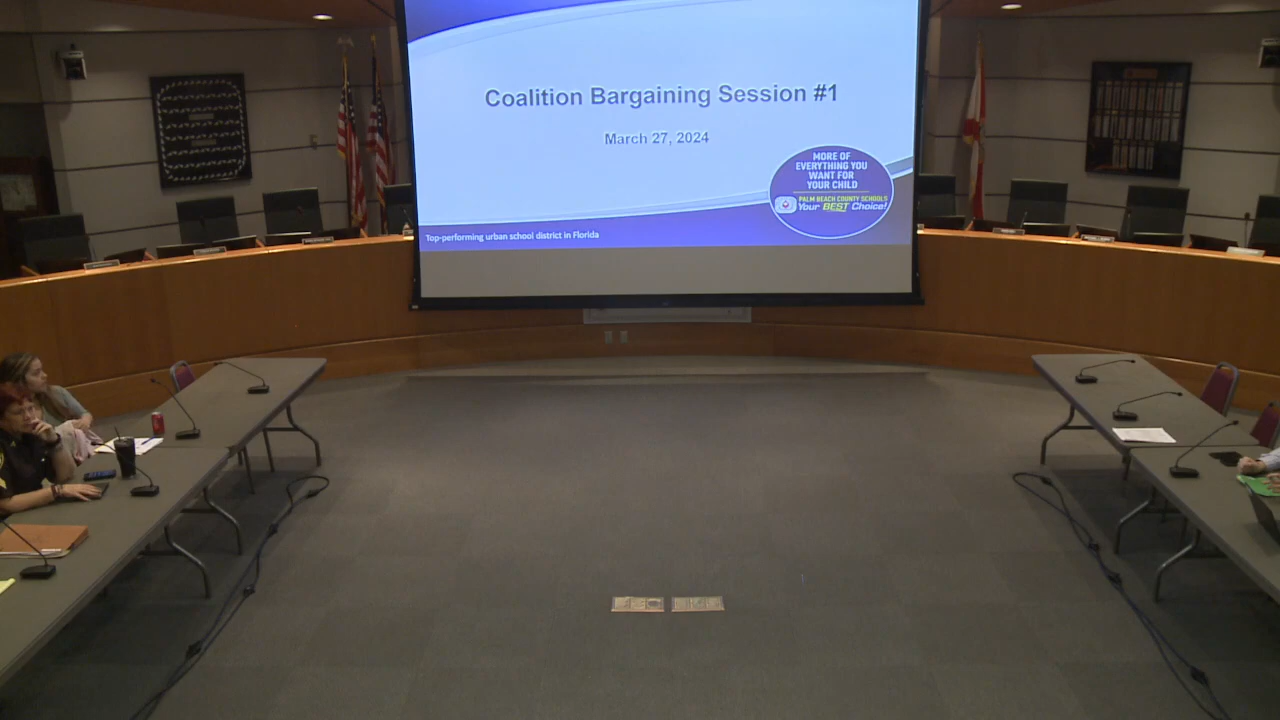 Coalition Bargaining Session #1
March 27, 2024
MORE OF
EVERYTHING YOU
WANT FOR
YOUR CHILD
PALM BEACH COUNTY SCHOOLS
Your BEST Choice!
Top-performing urban school district in Florida